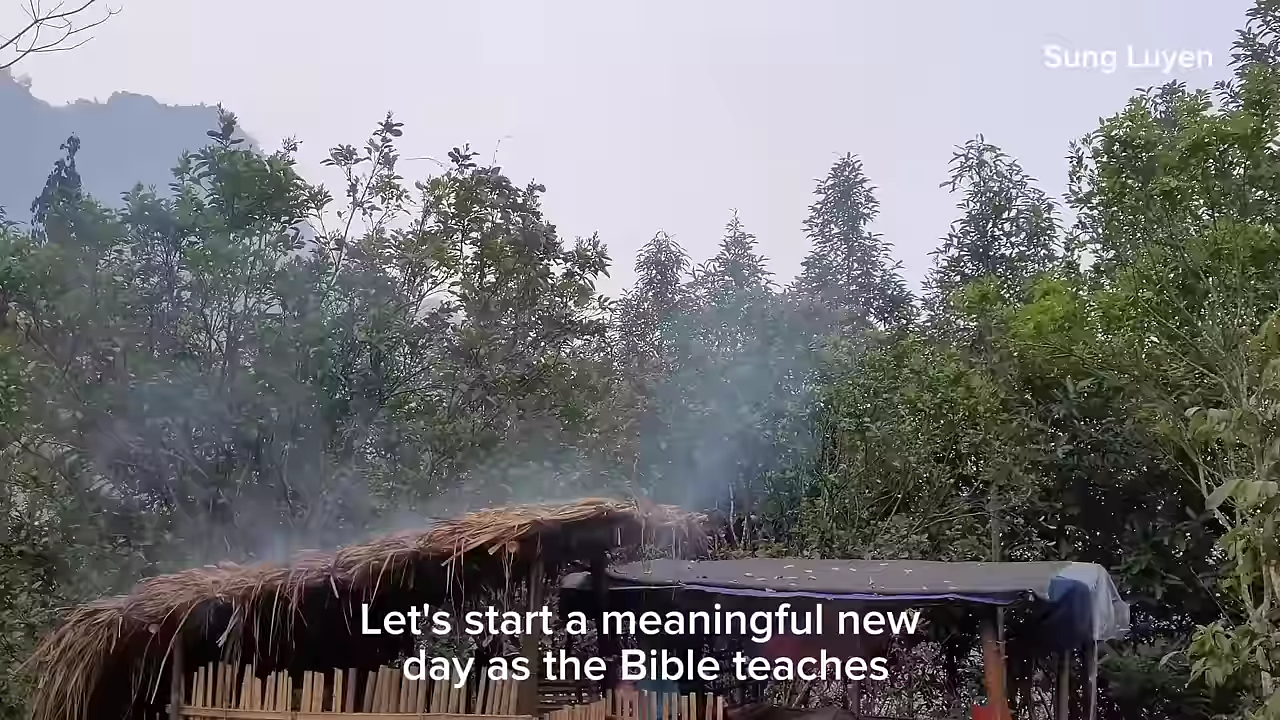 Sung Luyen
Let's start a meaningful new
day as the Bible teaches